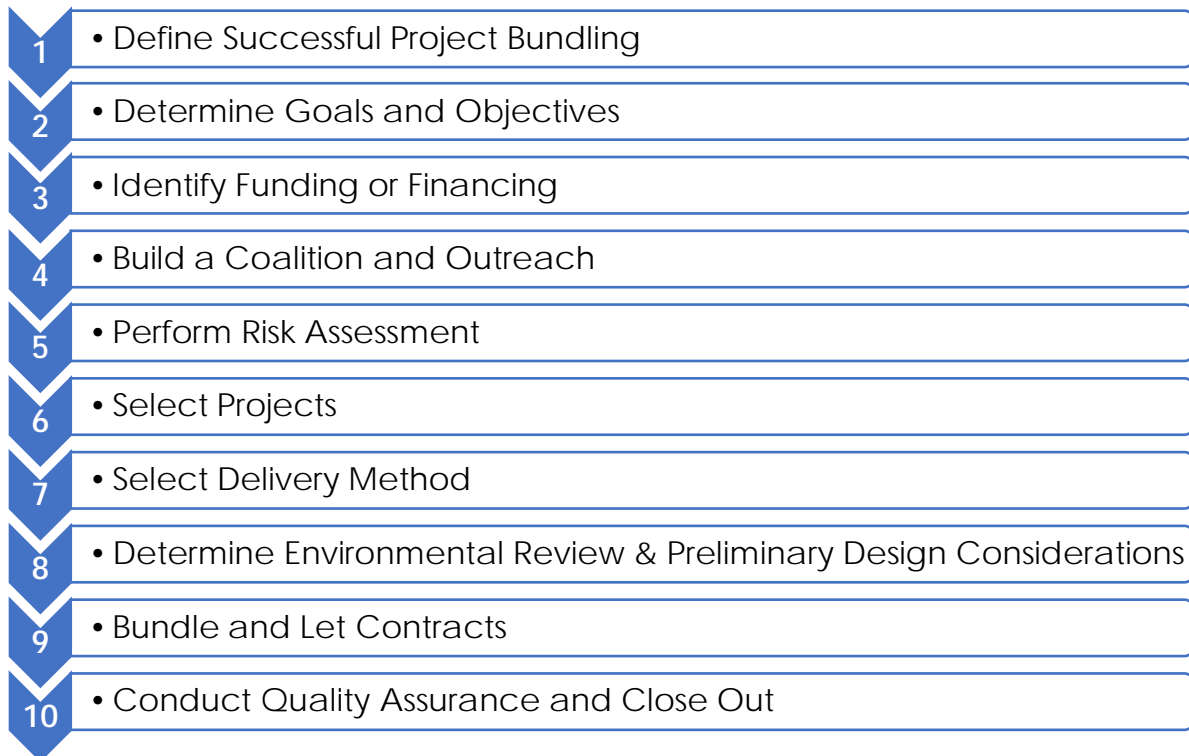 1 • Define Successful Project Bundling
2 • Determine Goals and Objectives
3 • Identify Funding or Financing
4 • Build a Coalition and Outreach
5 • Perform Risk Assessment
6 • Select Projects
7 • Select Delivery Method
8 • Determine Environmental Review & Preliminary Design Considerations
9 • Bundle and Let Contracts
10 • Conduct Quality Assurance and Close Out